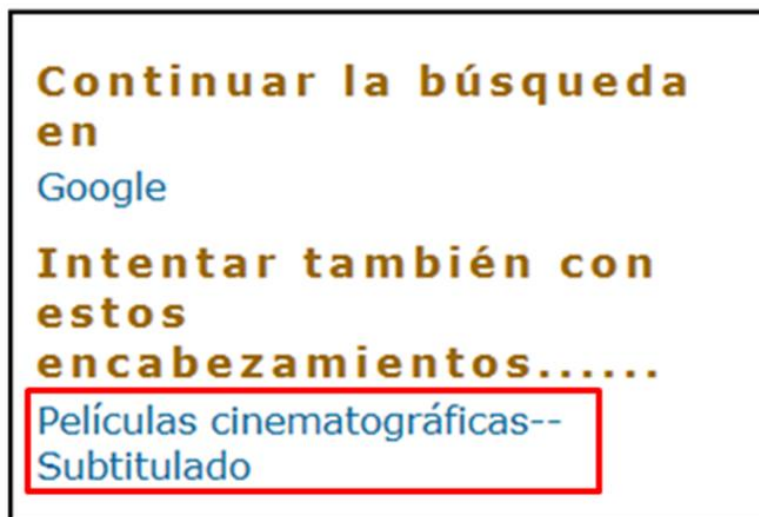 Continuar la búsqueda
en
Google
Intentar también con
estos
encabezamientos......
Películas cinematográficas--
Subtitulado